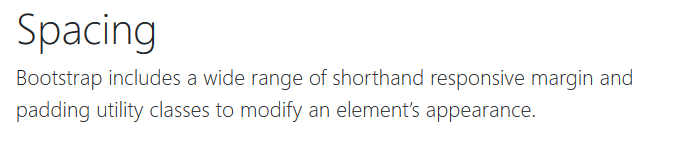 Spacing
Bootstrap includes a wide range of shorthand responsive margin and
padding utility classes to modify an element’s appearance.